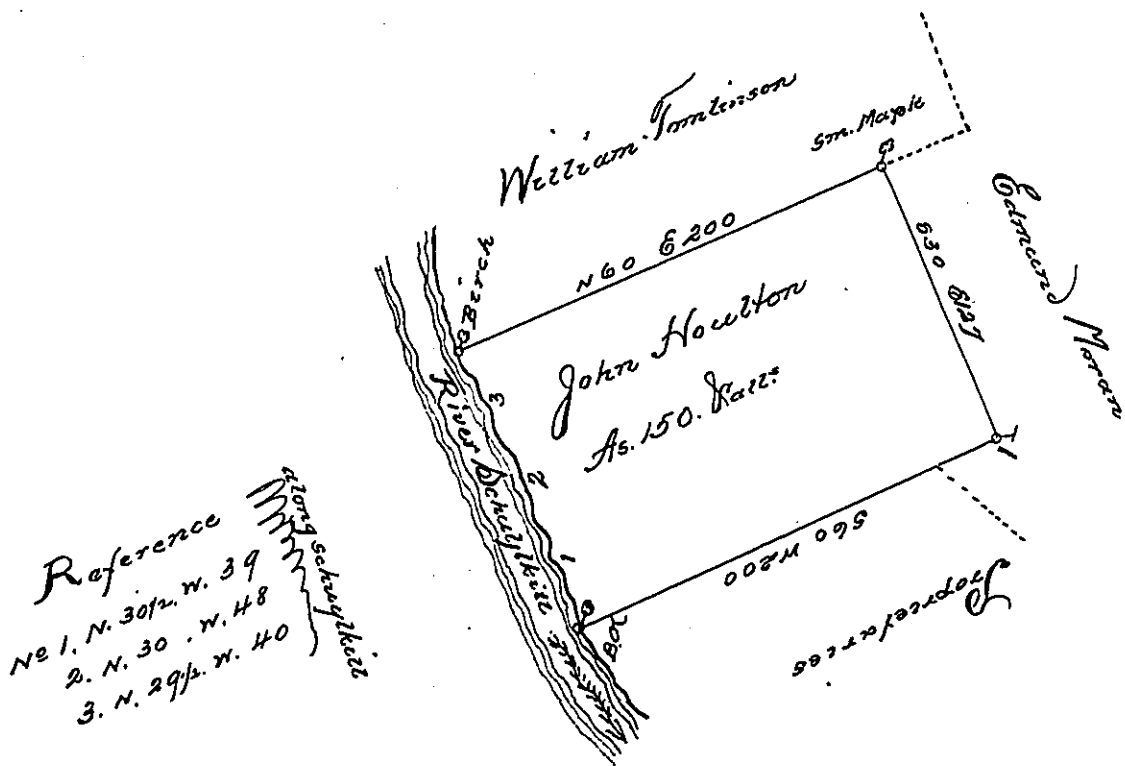 William Tomlinson
Sm. Maple
Birch
N 60 E 200
S 30 E 127
Edmund Moran
John Houlton
As. 150. & all:
3
2
1
River Schuylkill
B.O.
S 60 W 200
Proprietaries
Reference
along Schuylkill
No 1. N. 30½. W. 39
2. N. 30 . W. 48
3. N. 29½. W. 40